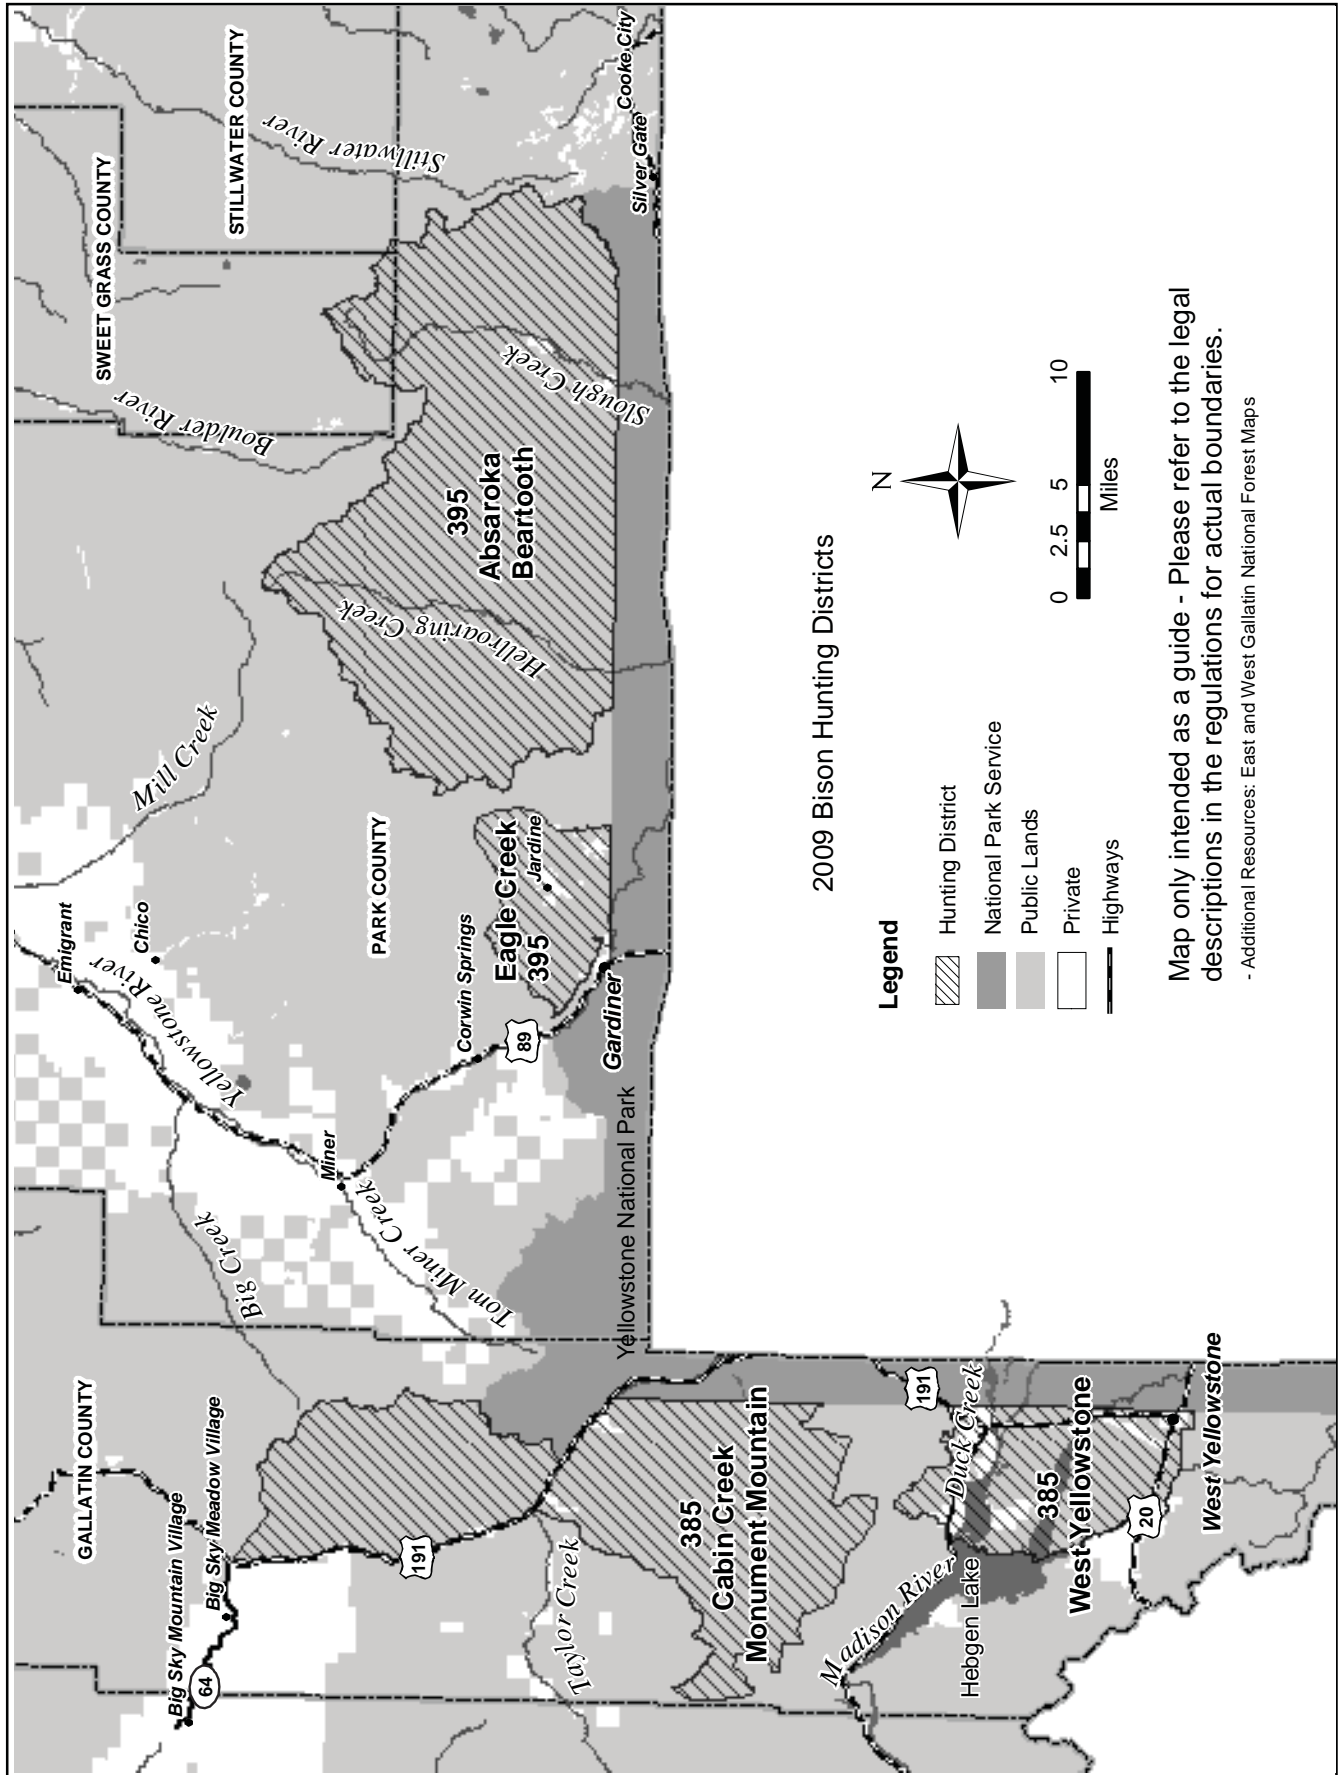 GALLATIN COUNTY
Big Sky Mountain Village
Big Sky Meadow Village
64
191
Taylor Creek
385
Cabin Creek
Monument Mountain
Madison River
Hebgen Lake
Duck Creek
191
385
West Yellowstone
20
West Yellowstone
Big Creek
Tom Miner Creek
Miner
Yellowstone River
Emigrant
Chico
Mill Creek
PARK COUNTY
Corwin Springs
89
Gardiner
Yellowstone National Park
Eagle Creek
395
Jardine
Hellroaring Creek
395
Absaroka
Beartooth
Slough Creek
Boulder River
SWEET GRASS COUNTY
STILLWATER COUNTY
Stillwater River
Silver Gate
Cooke City
2009 Bison Hunting Districts
Legend
Hunting District
National Park Service
Public Lands
Private
Highways
N
0 2.5 5 10
Miles
Map only intended as a guide - Please refer to the legal
descriptions in the regulations for actual boundaries.
- Additional Resources: East and West Gallatin National Forest Maps